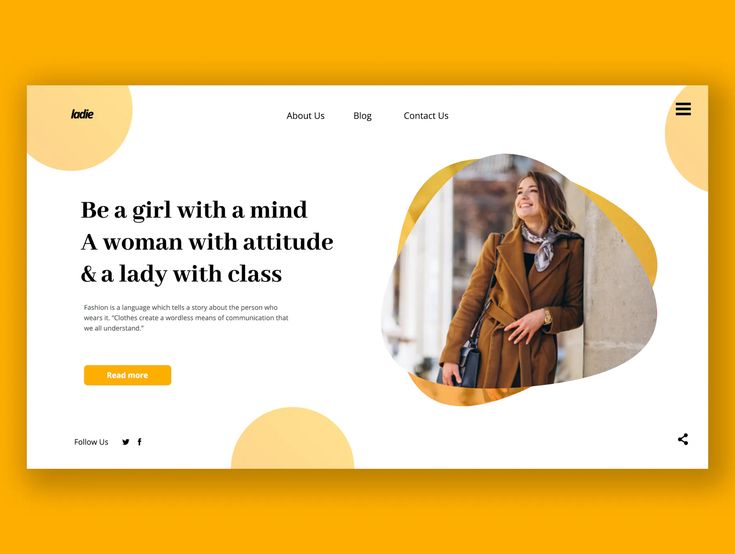 ladie
About Us Blog Contact Us
Be a girl with a mind
A woman with attitude
& a lady with class
Fashion is a language which tells a story about the person who
wears it. “Clothes create a wordless means of communication that
we all understand.”
Read more
Follow Us